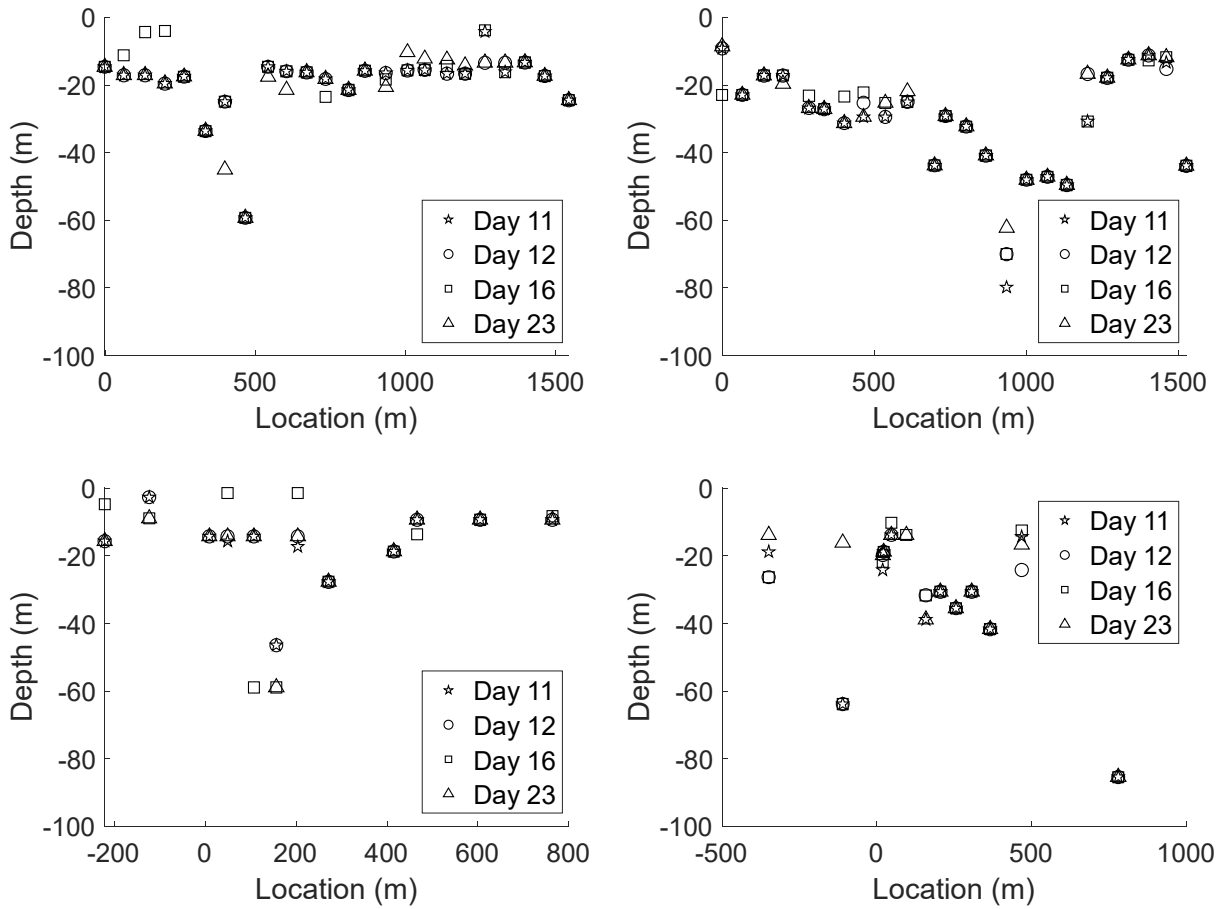 0
-20
-40
-60
-80
-100
Depth (m)
0 500 1000 1500
Location (m)
Day 11
Day 12
Day 16
Day 23
0
-20
-40
-60
-80
-100
Depth (m)
0 500 1000 1500
Location (m)
Day 11
Day 12
Day 16
Day 23
0
-20
-40
-60
-80
-100
Depth (m)
-200 0 200 400 600 800
Location (m)
Day 11
Day 12
Day 16
Day 23
0
-20
-40
-60
-80
-100
Depth (m)
-500 0 500 1000
Location (m)
Day 11
Day 12
Day 16
Day 23